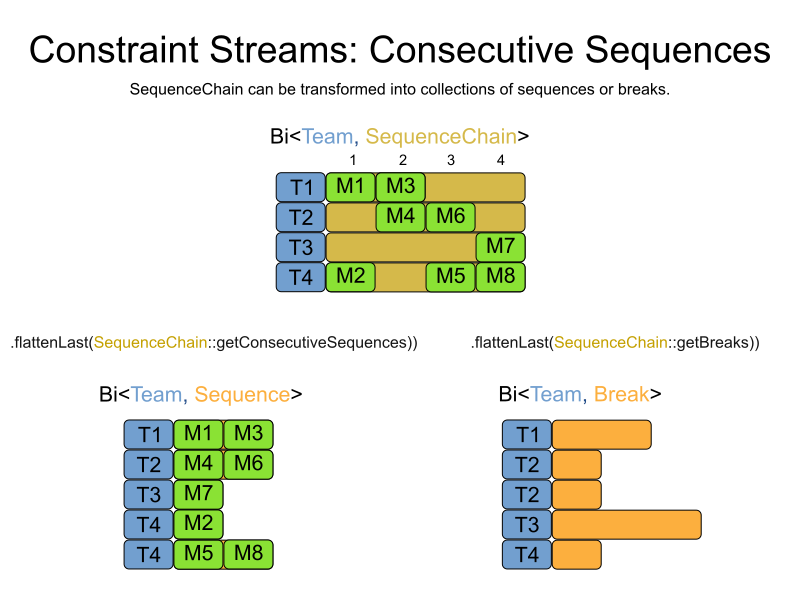 Constraint Streams: Consecutive Sequences
SequenceChain can be transformed into collections of sequences or breaks.
Bi<Team, SequenceChain>
1 2 3 4
T1 M1 M3
T2 M4 M6
T3 M7
T4 M2 M5 M8
.flattenLast(SequenceChain::getConsecutiveSequences))
.flattenLast(SequenceChain::getBreaks))
Bi<Team, Sequence>
T1 M1 M3
T2 M4 M6
T3 M7
T4 M2
T4 M5 M8
Bi<Team, Break>
T1
T2
T2
T3
T4